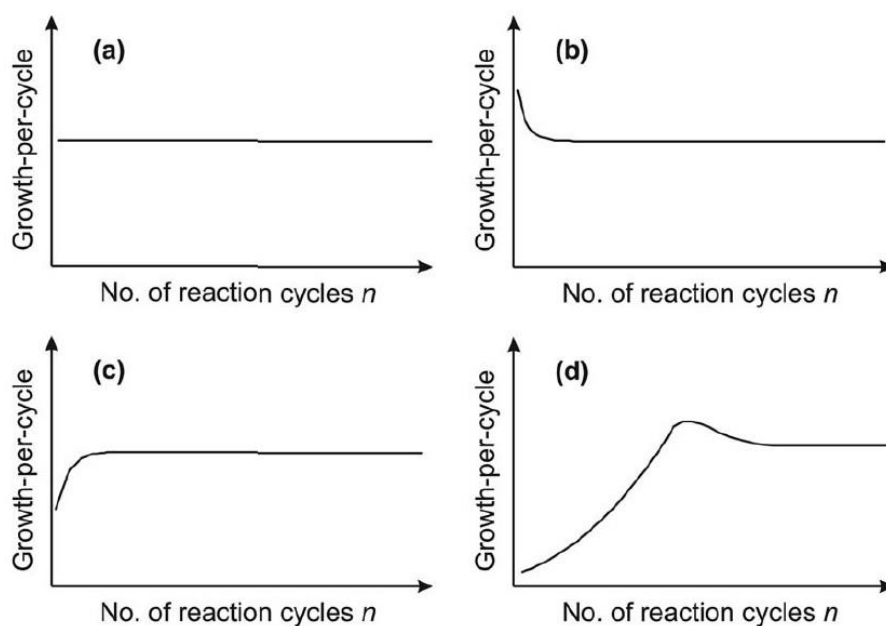 (a)
Growth-per-cycle
No. of reaction cycles n
(b)
Growth-per-cycle
No. of reaction cycles n
(c)
Growth-per-cycle
No. of reaction cycles n
(d)
Growth-per-cycle
No. of reaction cycles n